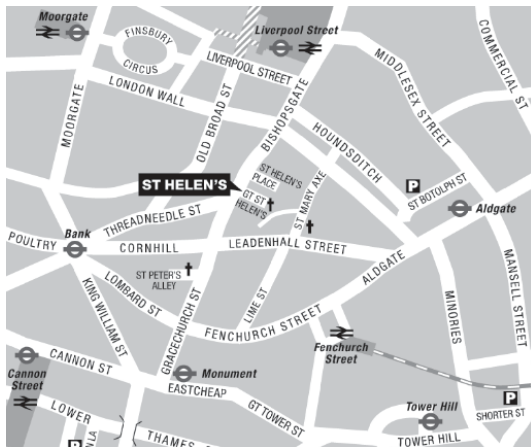 Moorgate
FINSBURY
CIRCUS
Liverpool Street
LIVERPOOL STREET
LONDON WALL
MOORGATE
OLD BROAD ST
BISHOPSGATE
MIDDLESEX STREET
COMMERCIAL ST
HOUNDSDITCH
ST HELEN'S
PLACE
ST HELEN'S
GT ST
HELEN'S
ST MARY AXE
P
ST BOTOLPH ST
Aldgate
THREADNEEDLE ST
POULTRY
Bank
CORNHILL
LEADENHALL STREET
ALDGATE
ST PETER'S
ALLEY
LOMBARD ST
KING WILLIAM ST
GRACECHURCH ST
LIME ST
FENCHURCH STREET
MINORIES
MANSELL STREET
Fenchurch
Street
CANNON ST
Cannon
Street
Monument
EASTCHEAP
GT TOWER ST
Tower Hill
P
SHORTER ST
TOWER HILL
LOWER
THAMES
P